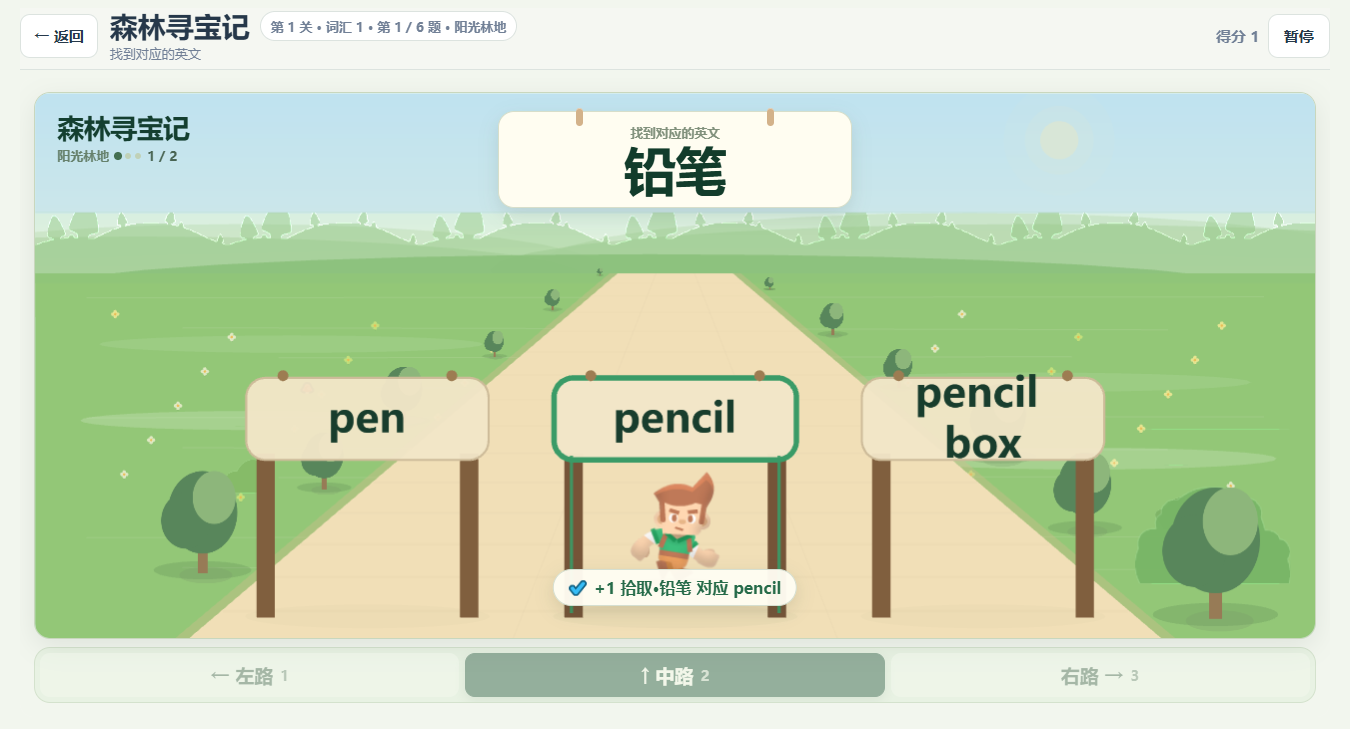 ← 返回
森林寻宝记
第 1 关 • 词汇 1 • 第 1 / 6 题 • 阳光林地
找到对应的英文
得分 1
暂停
森林寻宝记
阳光林地 1 / 2
找到对应的英文
铅笔
pen
pencil
pencil
box
+1 拾取•铅笔 对应 pencil
← 左路 1
↑ 中路 2
右路 → 3